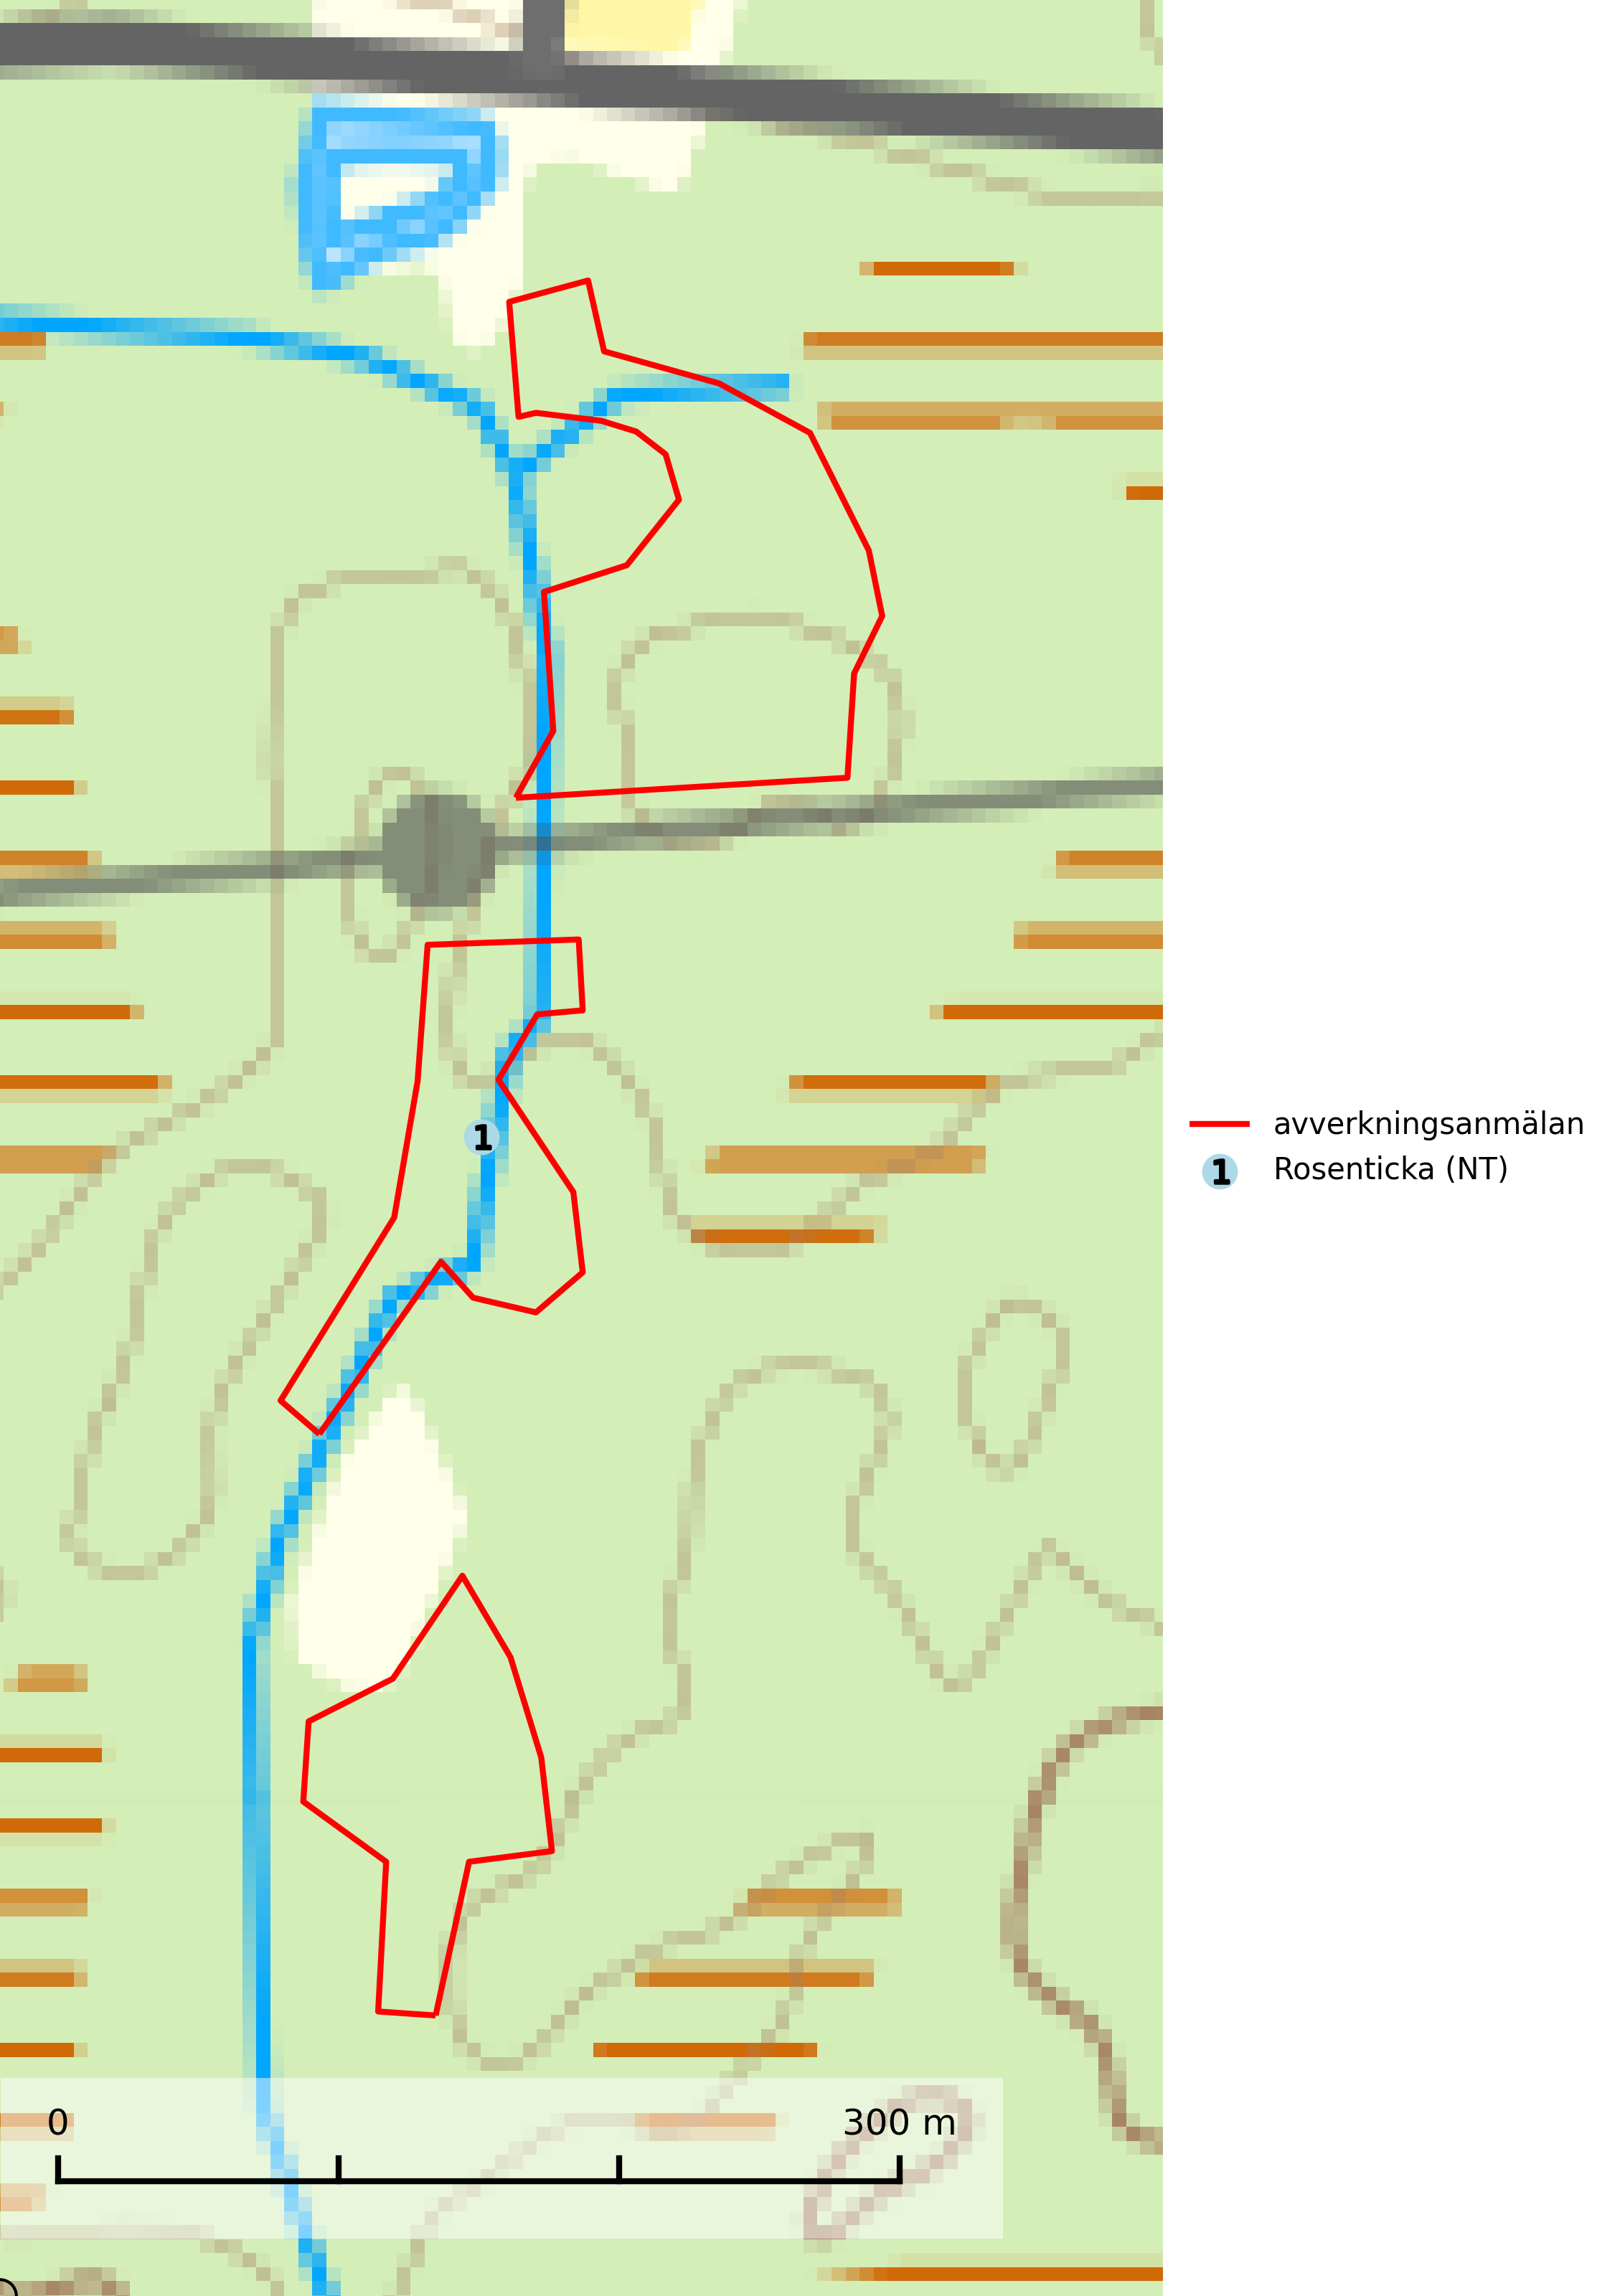 1
avverkningsanmälan
1 Rosenticka (NT)
0 300 m